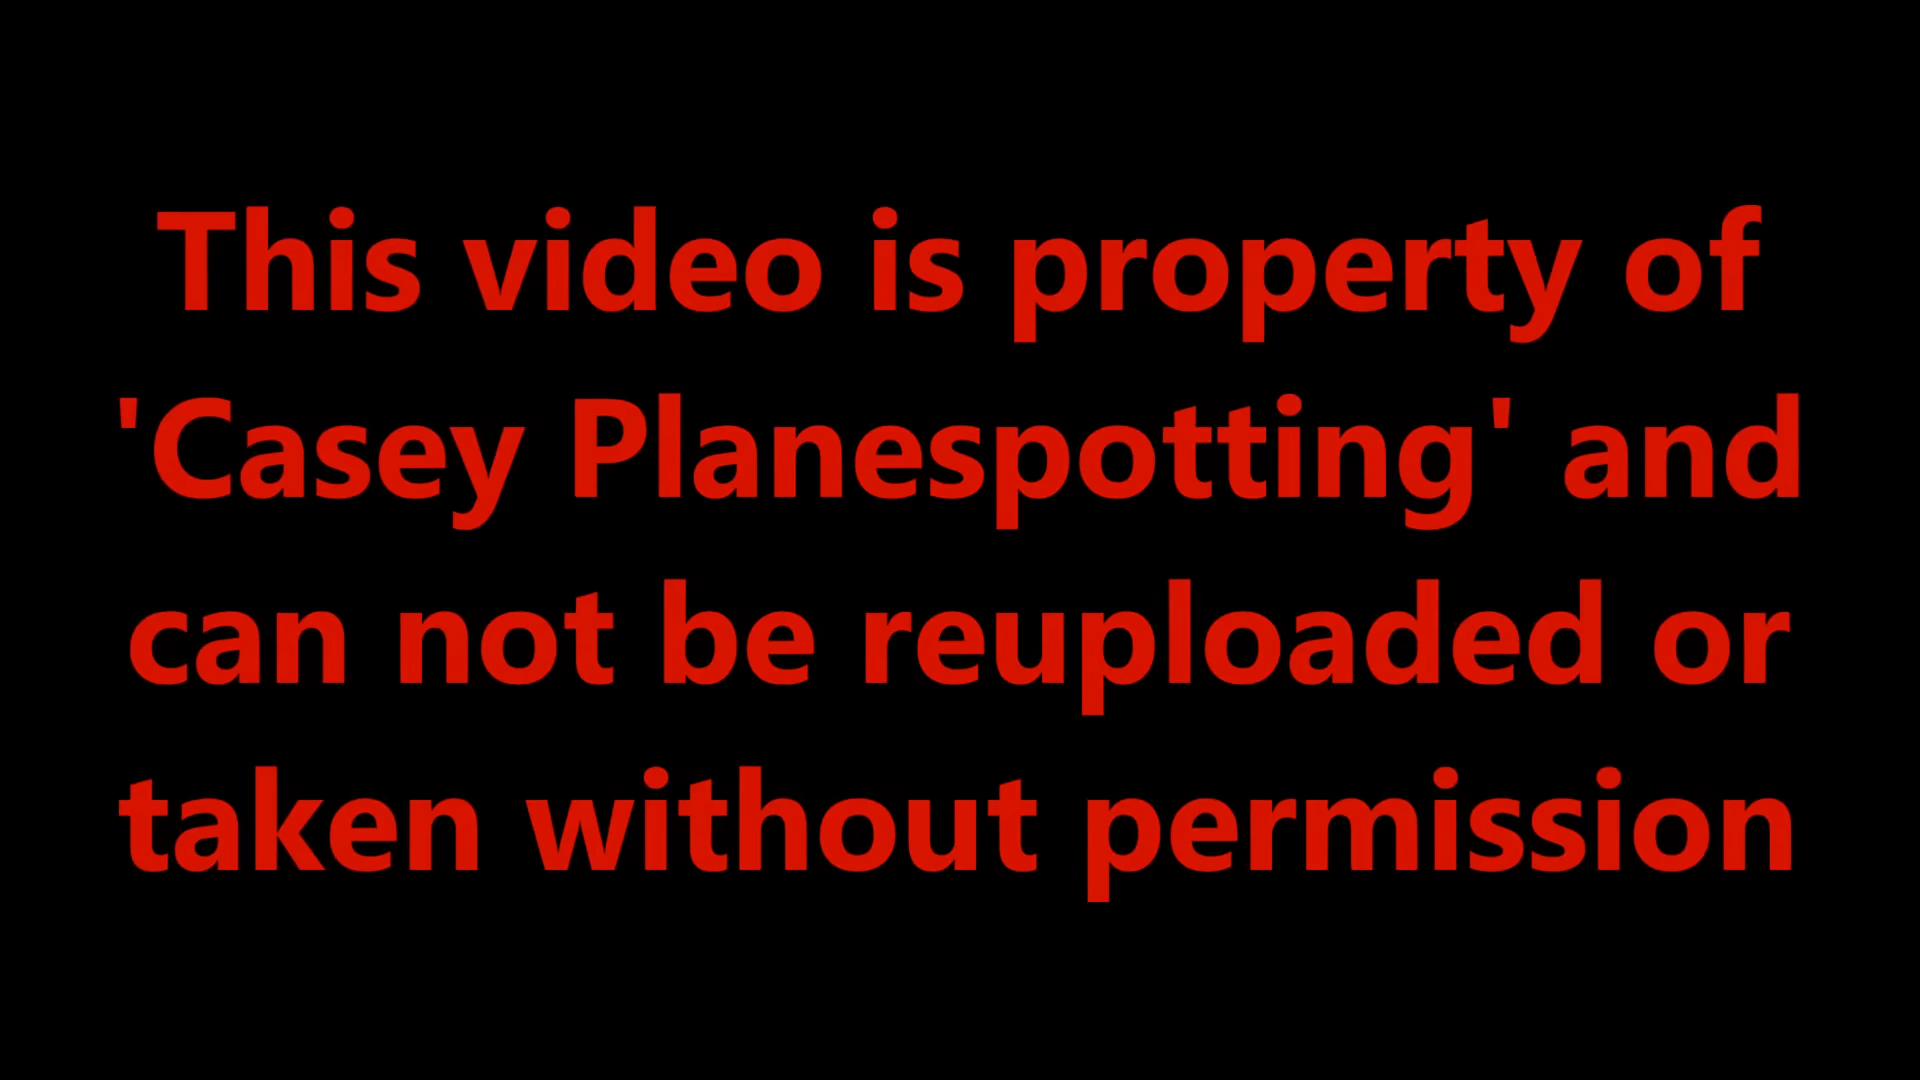 This video is property of
'Casey Planespotting' and
can not be reuploaded or
taken without permission